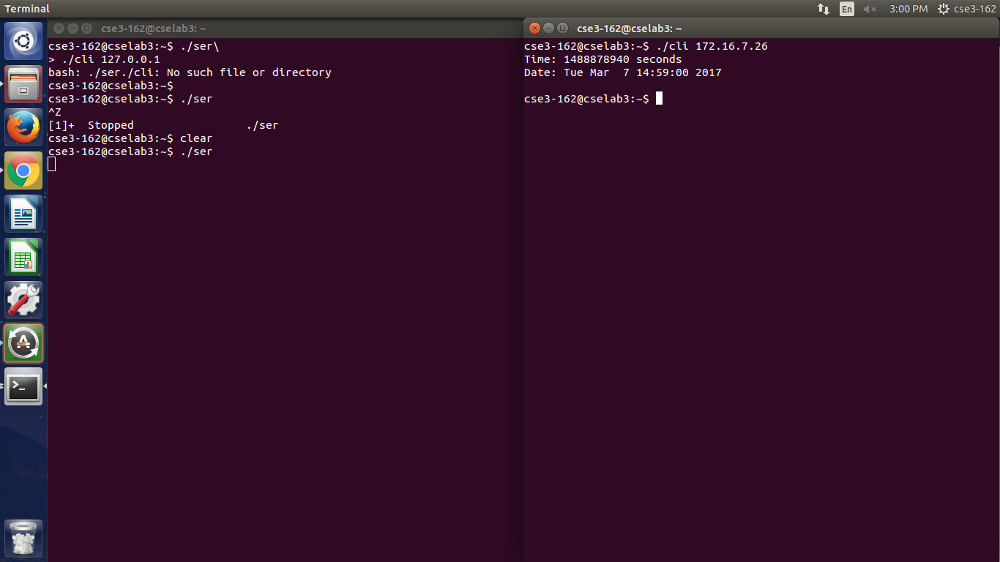 Terminal
En
3:00 PM
cse3-162
cse3-162@cselab3: ~
cse3-162@cselab3:~$ ./ser\
> ./cli 127.0.0.1
bash: ./ser./cli: No such file or directory
cse3-162@cselab3:~$
cse3-162@cselab3:~$ ./ser
^Z
[1]+  Stopped                 ./ser
cse3-162@cselab3:~$ clear
cse3-162@cselab3:~$ ./ser
cse3-162@cselab3: ~
cse3-162@cselab3:~$ ./cli 172.16.7.26
Time: 1488878940 seconds
Date: Tue Mar  7 14:59:00 2017
cse3-162@cselab3:~$